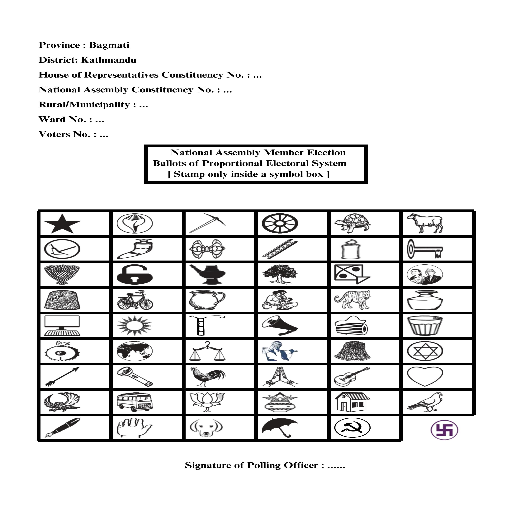 Province : Bagmati
District: Kathmandu
House of Representatives Constituency No. : ...
National Assembly Constituency No. : ...
Rural/Municipality : ...
Ward No. : ...
Voters No. : ...
National Assembly Member Election
Ballots of Proportional Electoral System
[ Stamp only inside a symbol box ]
Signature of Polling Officer : ......